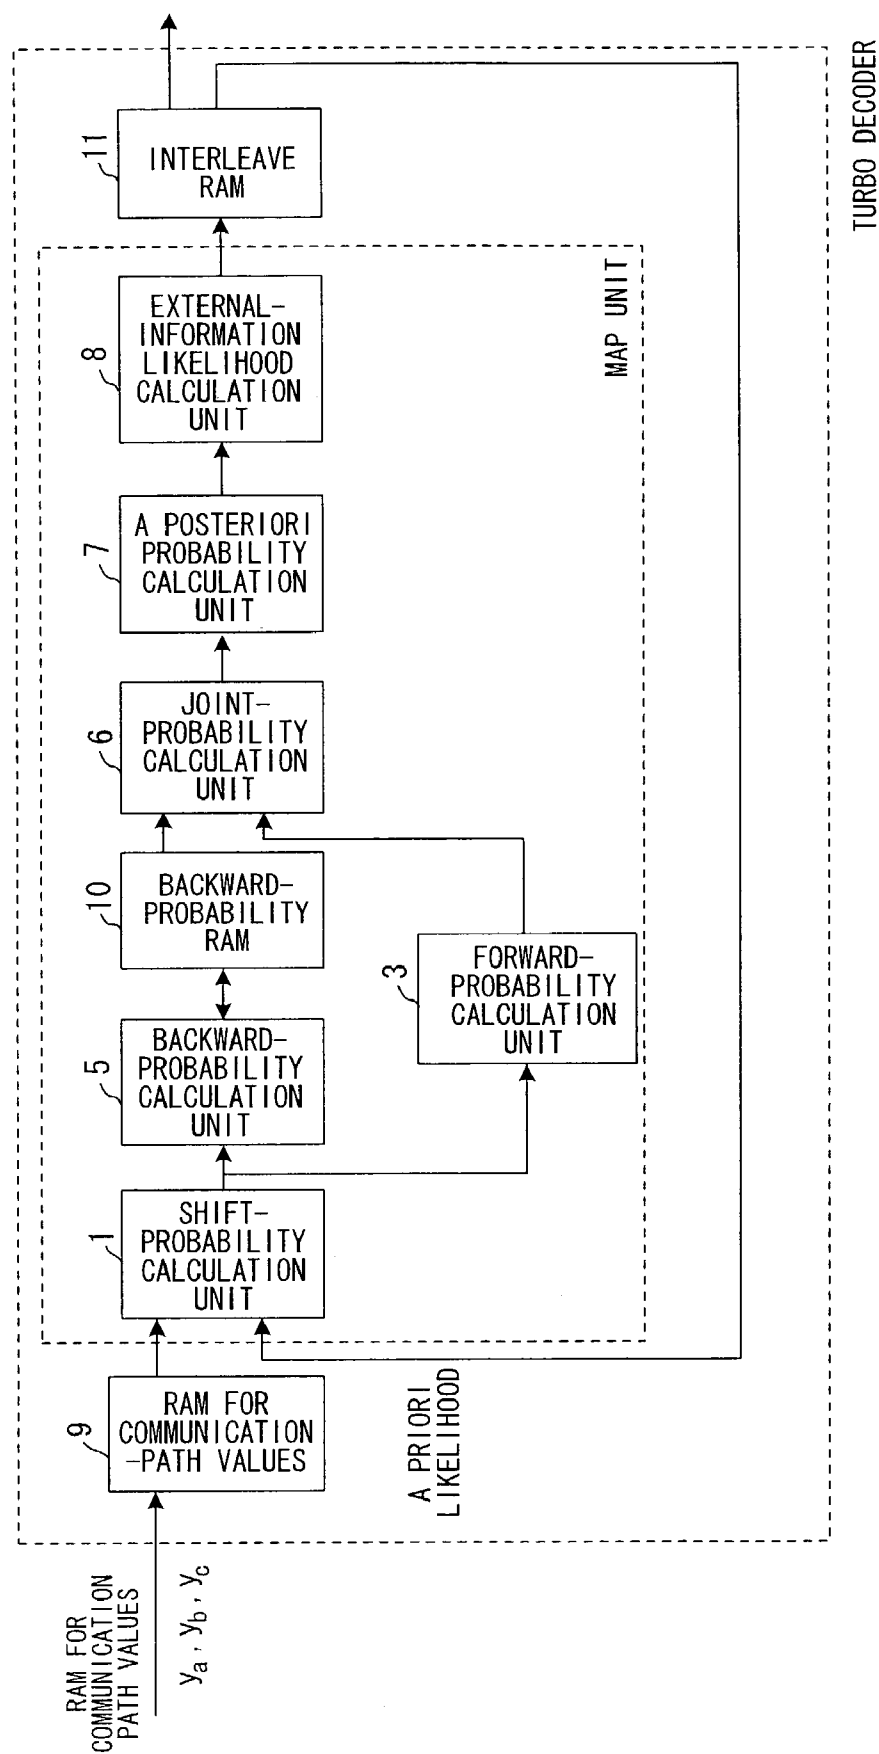 RAM FOR
COMMUNICATION
PATH VALUES
ya, yb, yc
9
RAM FOR
COMMUNICATION
-PATH VALUES
A PRIORI
LIKELIHOOD
1
SHIFT-
PROBABILITY
CALCULATION
UNIT
5
BACKWARD-
PROBABILITY
CALCULATION
UNIT
3
FORWARD-
PROBABILITY
CALCULATION
UNIT
10
BACKWARD-
PROBABILITY
RAM
6
JOINT-
PROBABILITY
CALCULATION
UNIT
7
A POSTERIORI
PROBABILITY
CALCULATION
UNIT
8
EXTERNAL-
INFORMATION
LIKELIHOOD
CALCULATION
UNIT
MAP UNIT
11
INTERLEAVE
RAM
TURBO DECODER